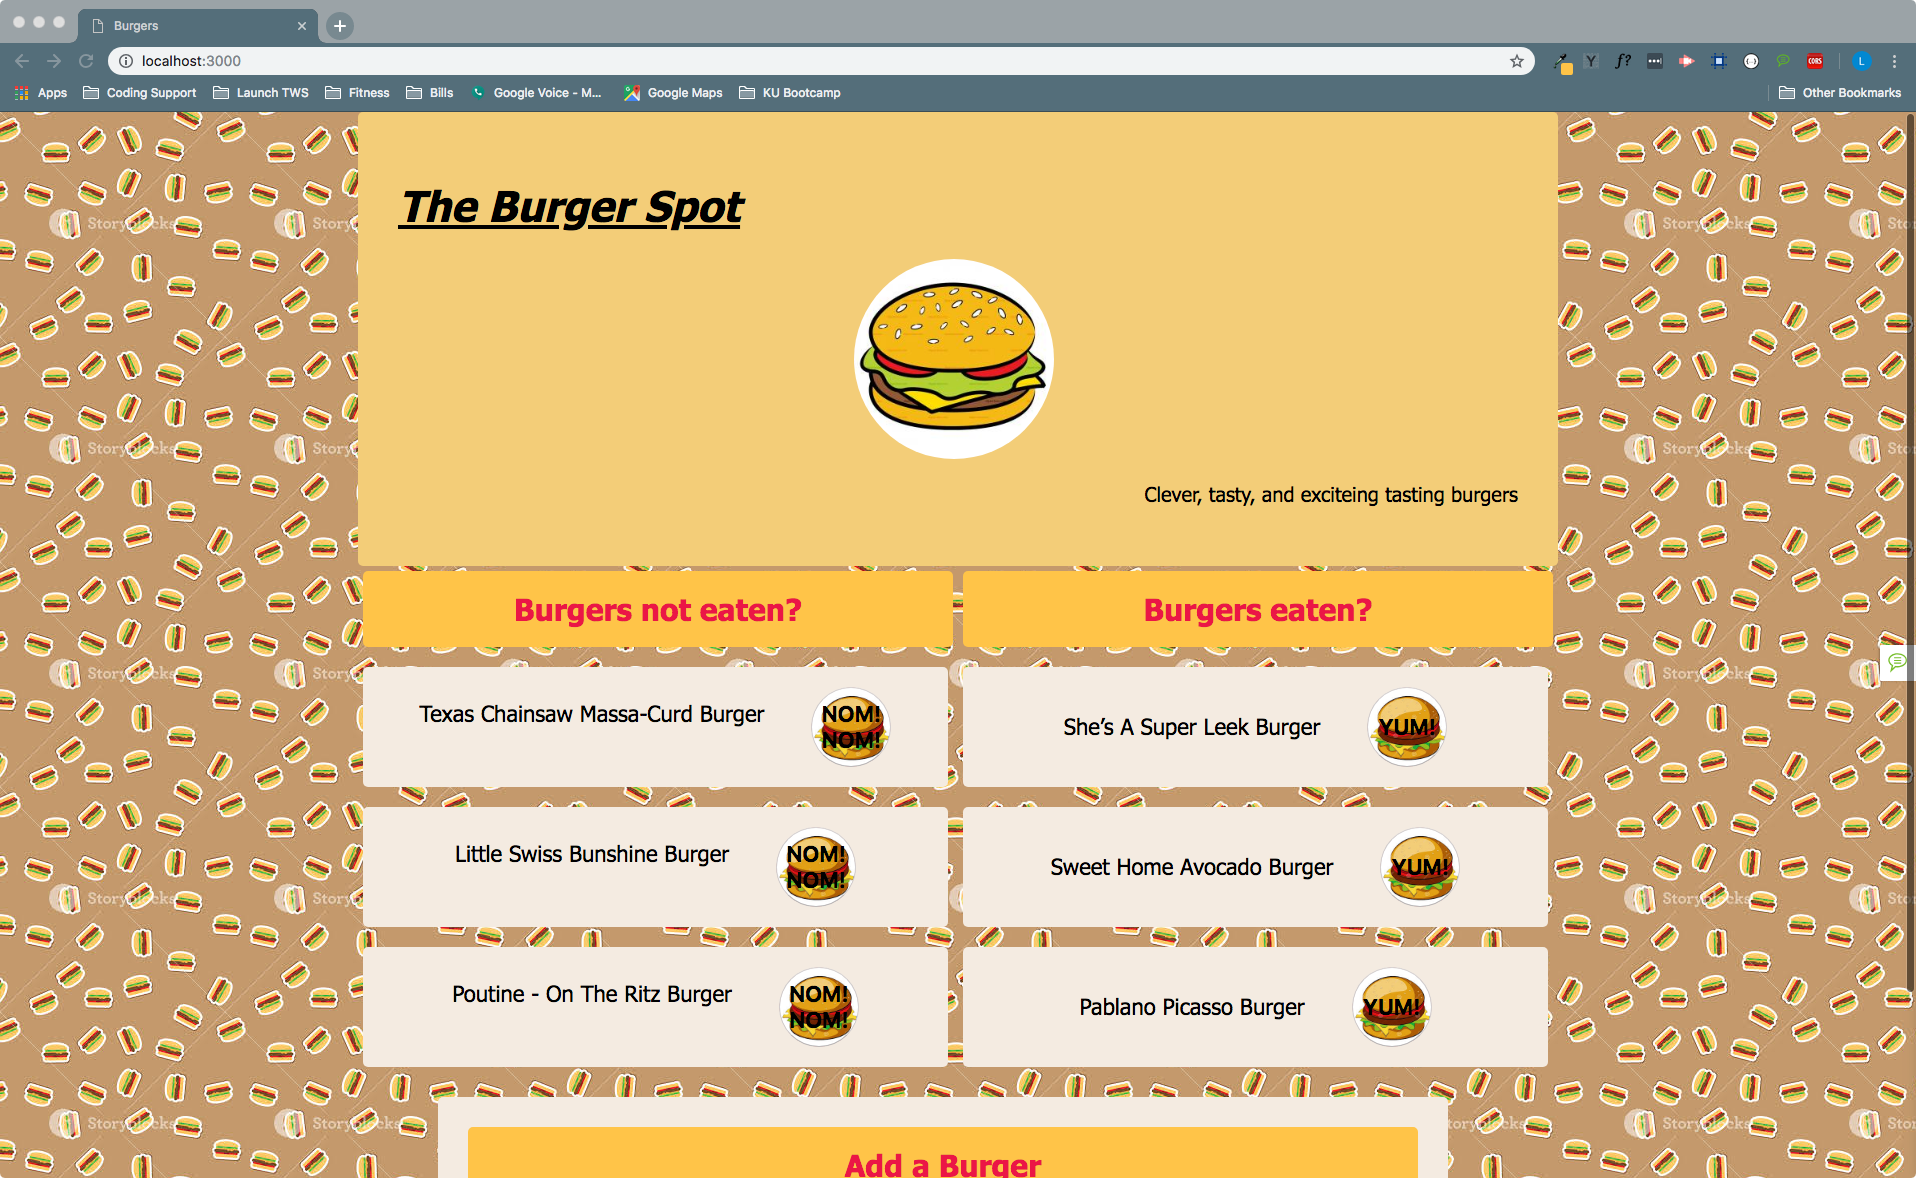 Burgers
localhost:3000
Y
f?
CORS
L
Apps
Coding Support
Launch TWS
Fitness
Bills
Google Voice - M...
Google Maps
KU Bootcamp
Other Bookmarks
The Burger Spot
Clever, tasty, and exciteing tasting burgers
Burgers not eaten?
Burgers eaten?
Texas Chainsaw Massa-Curd Burger
NOM!
NOM!
She's A Super Leek Burger
YUM!
Little Swiss Bunshine Burger
NOM!
NOM!
Sweet Home Avocado Burger
YUM!
Poutine - On The Ritz Burger
NOM!
NOM!
Pablano Picasso Burger
YUM!
Add a Burger
Storyblocks